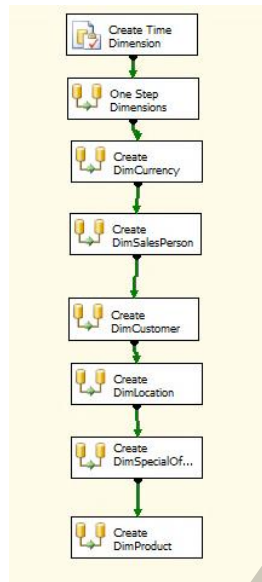 Create Time
Dimension
One Step
Dimensions
Create
DimCurrency
Create
DimSalesPerson
Create
DimCustomer
Create
DimLocation
Create
DimSpecialOf...
Create
DimProduct